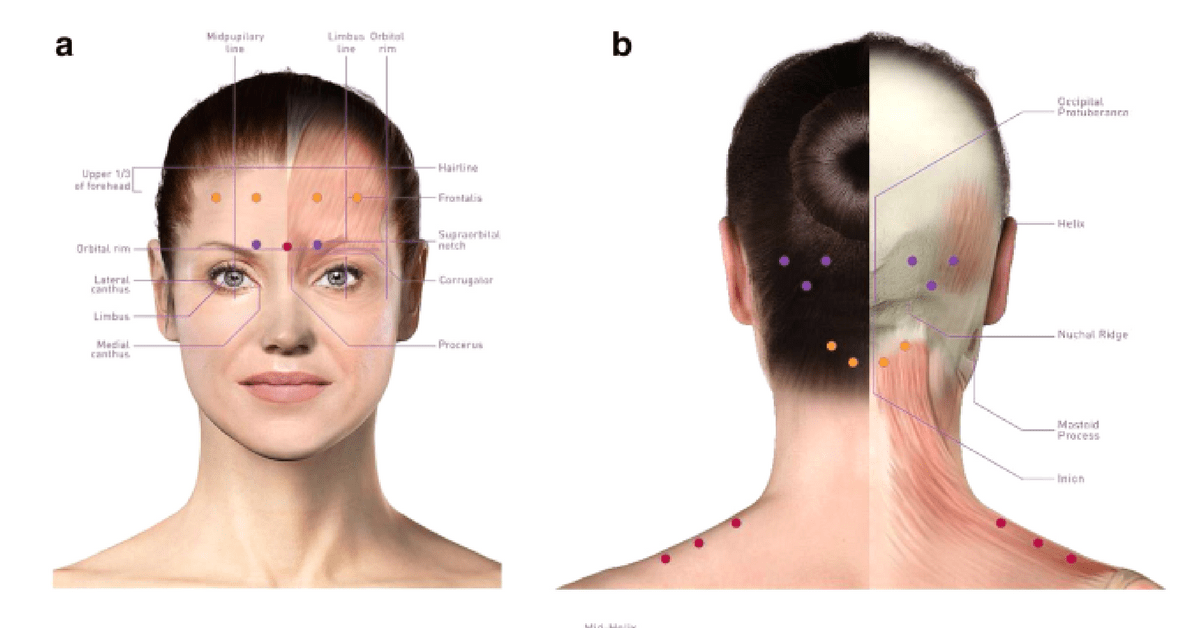 a
Midpupilary
line
Limbus
line
Orbital
rim
Upper 1/3
of forehead
Orbital rim
Lateral
canthus
Limbus
Medial
canthus
Hairline
Frontalis
Supraorbital
notch
Corrugator
Procerus
b
Occipital
Protuberance
Helix
Nuchal Ridge
Mastoid
Process
Inion
Mid-Helix